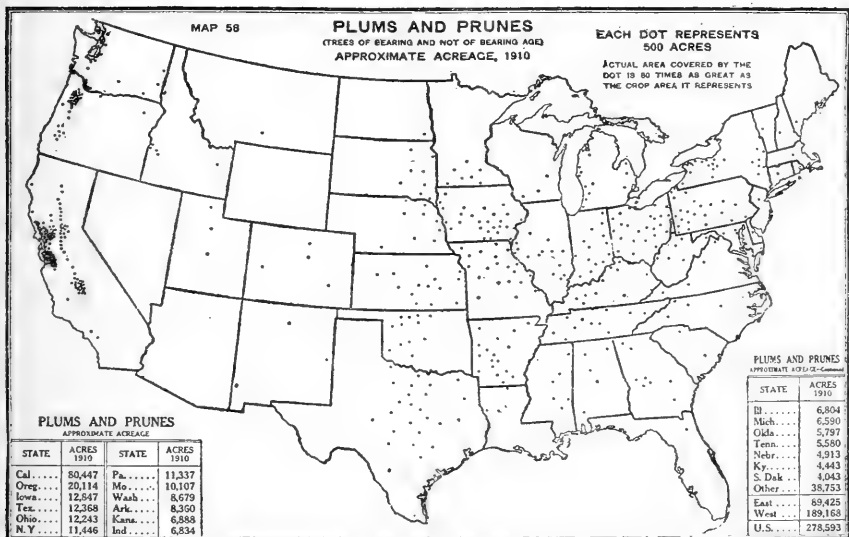 MAP 58
PLUMS AND PRUNES
(TREES OF BEARING AND NOT OF BEARING AGE)
APPROXIMATE ACREAGE, 1910
EACH DOT REPRESENTS
500 ACRES
ACTUAL AREA COVERED BY THE
DOT IS 80 TIMES AS GREAT AS
THE CROP AREA IT REPRESENTS
PLUMS AND PRUNES
APPROXIMATE ACREAGE
STATE ACRES 1910 STATE ACRES 1910
Cal..... 80,447 Pa...... 11,337
Oreg.... 20,114 Mo..... 10,107
Iowa.... 12,847 Wash... 8,679
Tex..... 12,368 Ark.... 8,360
Ohio.... 12,243 Kans.... 6,888
N.Y.... 11,446 Ind..... 6,834
PLUMS AND PRUNES
APPROXIMATE ACREAGE-Continued
STATE ACRES 1910
Ill...... 6,804
Mich.... 6,590
Okla.... 5,797
Tenn.... 5,580
Nebr.... 4,913
Ky...... 4,443
S. Dak.. 4,043
Other... 38,753
East.... 89,425
West... 189,168
U.S..... 278,593